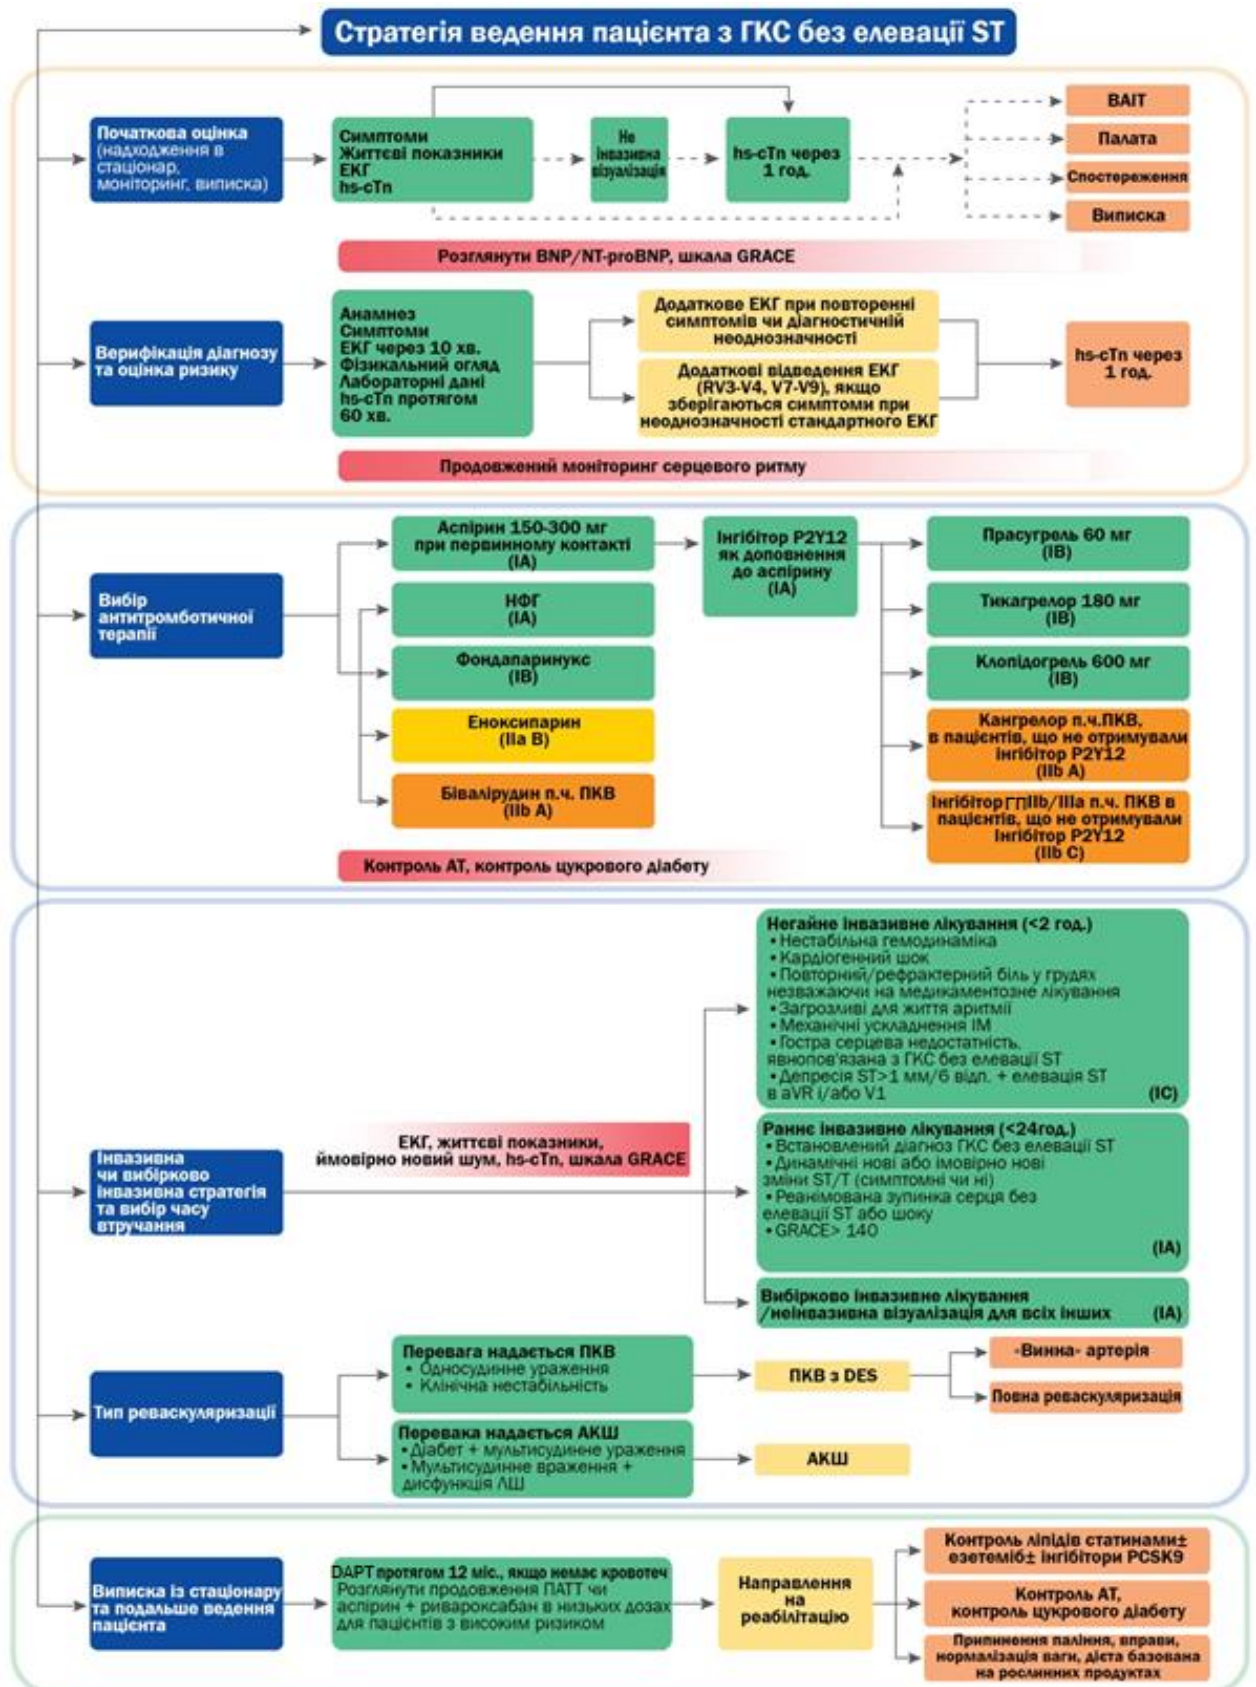 Стратегія ведення пацієнта з ГКС без елевації ST
Початкова оцінка
(надходження в
стаціонар,
моніторинг, виписка)
Симптоми
Життєві показники
ЕКГ
hs-cTn
Не
інвазивна
візуалізація
hs-cTn через
1 год.
ВАІТ
Палата
Спостереження
Виписка
Розглянути BNP/NT-proBNP, шкала GRACE
Верифікація діагнозу
та оцінка ризику
Анамнез
Симптоми
ЕКГ через 10 хв.
Фізикальний огляд
Лабораторні дані
hs-cTn протягом
60 хв.
Додаткове ЕКГ при повторенні
симптомів чи діагностичній
неоднозначності
Додаткові відведення ЕКГ
(RV3-V4, V7-V9), якщо
зберігаються симптоми при
неоднозначності стандартного ЕКГ
hs-cTn через
1 год.
Продовжений моніторинг серцевого ритму
Вибір
антитромботичної
терапії
Аспірин 150-300 мг
при первинному контакті
(IA)
НФГ
(IA)
Фондапаринукс
(IB)
Еноксипарин
(IIa B)
Бівалірудин п.ч. ПКВ
(IIb A)
Інгібітор P2Y12
як доповнення
до аспірину
(IA)
Прасугрель 60 мг
(IB)
Тикагрелор 180 мг
(IB)
Клопідогрель 600 мг
(IB)
Кангрелор п.ч.ПКВ,
в пацієнтів, що не отримували
інгібітор P2Y12
(IIb A)
Інгібітор ГПIIb/IIIa п.ч. ПКВ в
пацієнтів, що не отримували
Інгібітор P2Y12
(IIb C)
Контроль АТ, контроль цукрового діабету
Інвазивна
чи вибірково
інвазивна стратегія
та вибір часу
втручання
ЕКГ, життєві показники,
ймовірно новий шум, hs-cTn, шкала GRACE
Негайне інвазивне лікування (<2 год.)
• Нестабільна гемодинаміка
• Кардіогенний шок
• Повторний/рефрактерний біль у грудях
незважаючи на медикаментозне лікування
• Загрозливі для життя аритмії
• Механічні ускладнення ІМ
• Гостра серцева недостатність,
явнопов'язана з ГКС без елевації ST
• Депресія ST>1 мм/6 відп. + елевація ST
в aVR і/або V1 (IC)
Раннє інвазивне лікування (<24год.)
• Встановлений діагноз ГКС без елевації ST
• Динамічні нові або імовірно нові
зміни ST/T (симптомні чи ні)
• Реанімована зупинка серця без
елевації ST або шоку
• GRACE> 140
(IA)
Вибірково інвазивне лікування
/неінвазивна візуалізація для всіх інших (IA)
Тип реваскуляризації
Перевага надається ПКВ
• Односудинне ураження
• Клінічна нестабільність
Перевака надається АКШ
• Діабет + мультисудинне ураження
• Мультисудинне враження +
дисфункція ЛШ
ПКВ з DES
АКШ
«Винна» артерія
Повна реваскуляризація
Виписка із стаціонару
та подальше ведення
пацієнта
DAPT протягом 12 міс., якщо немає кровотеч
Розглянути продовження ПАТТ чи
аспірин + ривароксабан в низьких дозах
для пацієнтів з високим ризиком
Направлення
на
реабілітацію
Контроль ліпідів статинами±
езетеміб± інгібітори PCSK9
Контроль АТ,
контроль цукрового діабету
Припинення паління, вправи,
нормалізація ваги, дієта базована
на рослинних продуктах